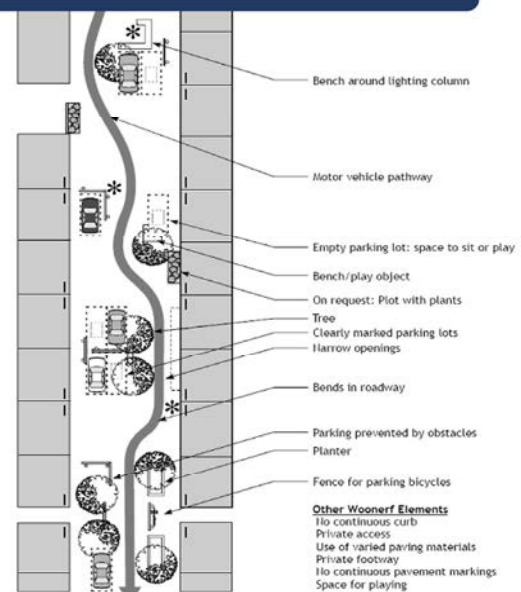 Bench around lighting column
Motor vehicle pathway
Empty parking lot: space to sit or play
Bench/play object
On request: Plot with plants
Tree
Clearly marked parking lots
Narrow openings
Bends in roadway
Parking prevented by obstacles
Planter
Fence for parking bicycles
Other Woonerf Elements
No continuous curb
Private access
Use of varied paving materials
Private footway
No continuous pavement markings
Space for playing